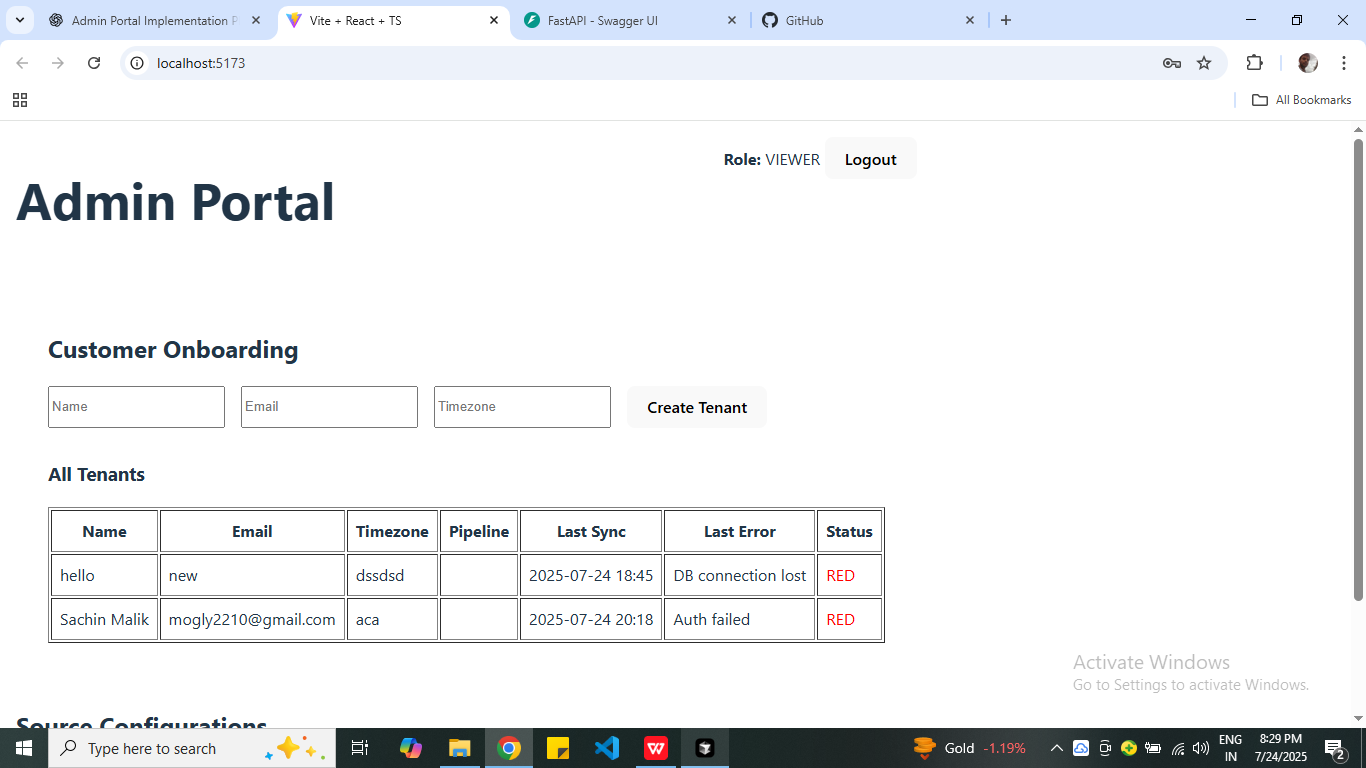 Admin Portal Implementation P
Vite + React + TS
FastAPI - Swagger UI
GitHub
localhost:5173
All Bookmarks
Role: VIEWER
Logout
Admin Portal
Customer Onboarding
Name Email Timezone Create Tenant
All Tenants
Name Email Timezone Pipeline Last Sync Last Error Status
hello new dssdsd 2025-07-24 18:45 DB connection lost RED
Sachin Malik mogly2210@gmail.com aca 2025-07-24 20:18 Auth failed RED
Activate Windows
Go to Settings to activate Windows.
Source Configurations
Type here to search
Gold -1.19%
ENG
IN
8:29 PM
7/24/2025
2